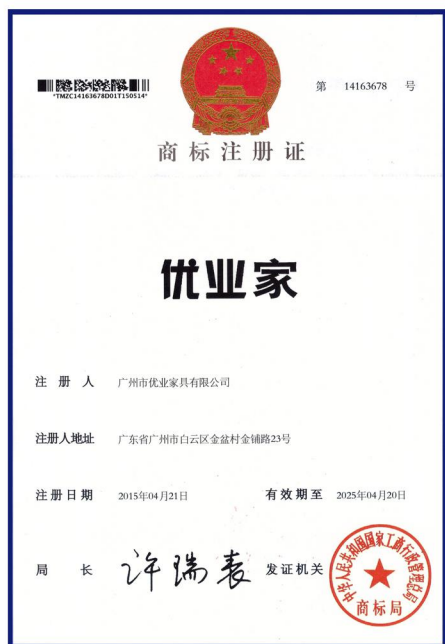 第 14163678 号
*TMZC14163678D01T150514*
商标注册证
优业家
注册人 广州市优业家具有限公司
注册人地址 广东省广州市白云区金盆村金铺路23号
注册日期 2015年04月21日 有效期至 2025年04月20日
局长 许瑞表 发证机关
中华人民共和国国家工商行政管理总局
商标局